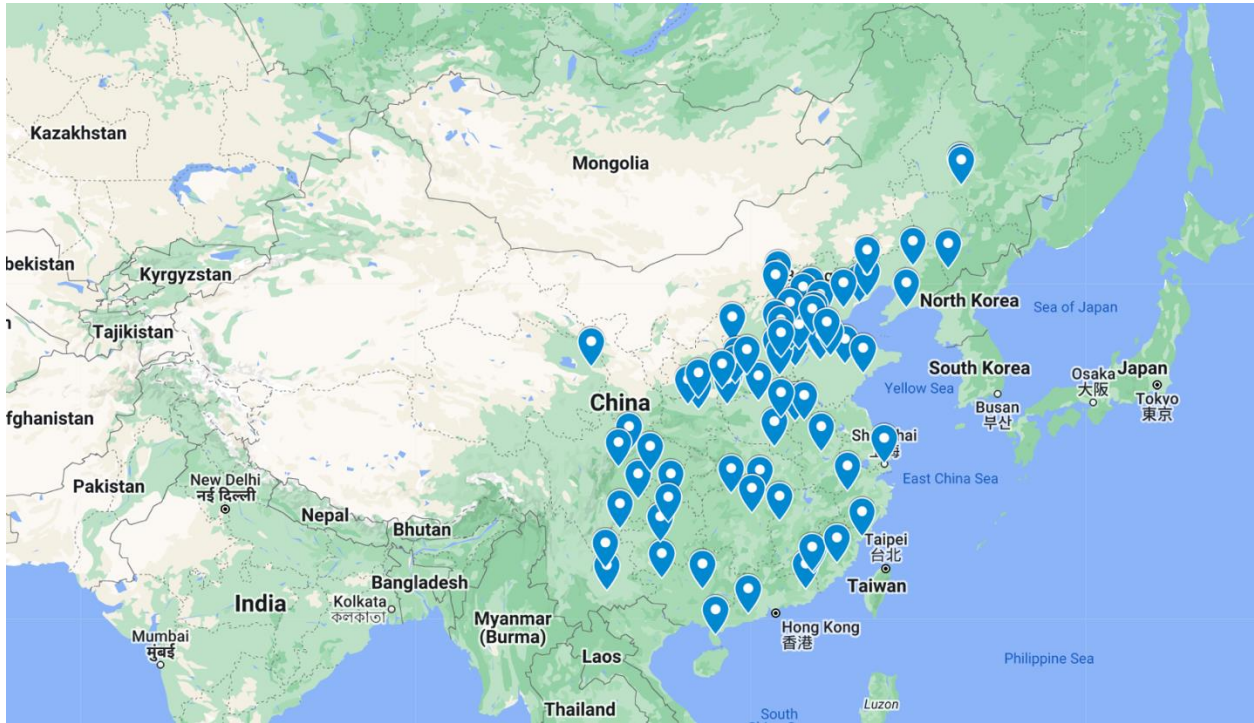 Kazakhstan
Mongolia
bekistan
Kyrgyzstan
North Korea
Sea of Japan
Tajikistan
South Korea
Osaka
大阪
Japan
Tokyo
東京
Yellow Sea
Busan
부산
fghanistan
China
East China Sea
New Delhi
नई दिल्ली
Pakistan
Nepal
Bhutan
Taipei
台北
Bangladesh
Taiwan
India
Kolkata
কলকাতা
Myanmar
(Burma)
Hong Kong
香港
Mumbai
मुंबई
Laos
Philippine Sea
Thailand
South
Luzon